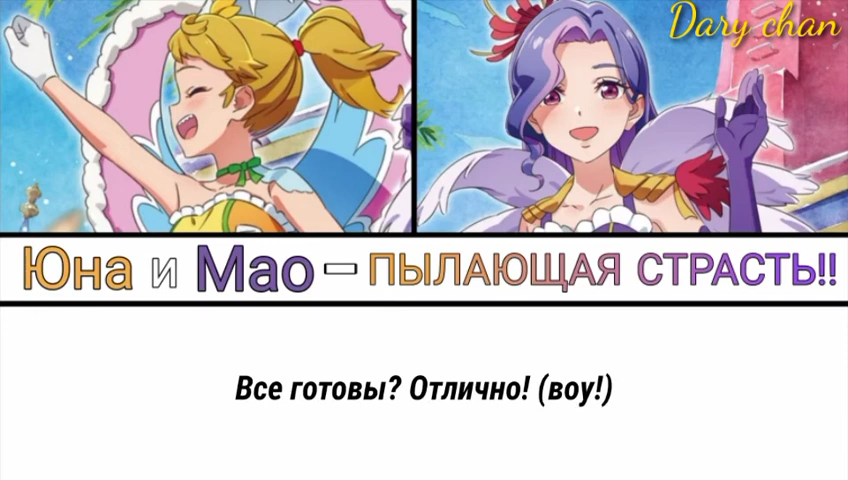 Dary chan
Юна и Мао – ПЫЛАЮЩАЯ СТРАСТЬ!!
Все готовы? Отлично! (воу!)